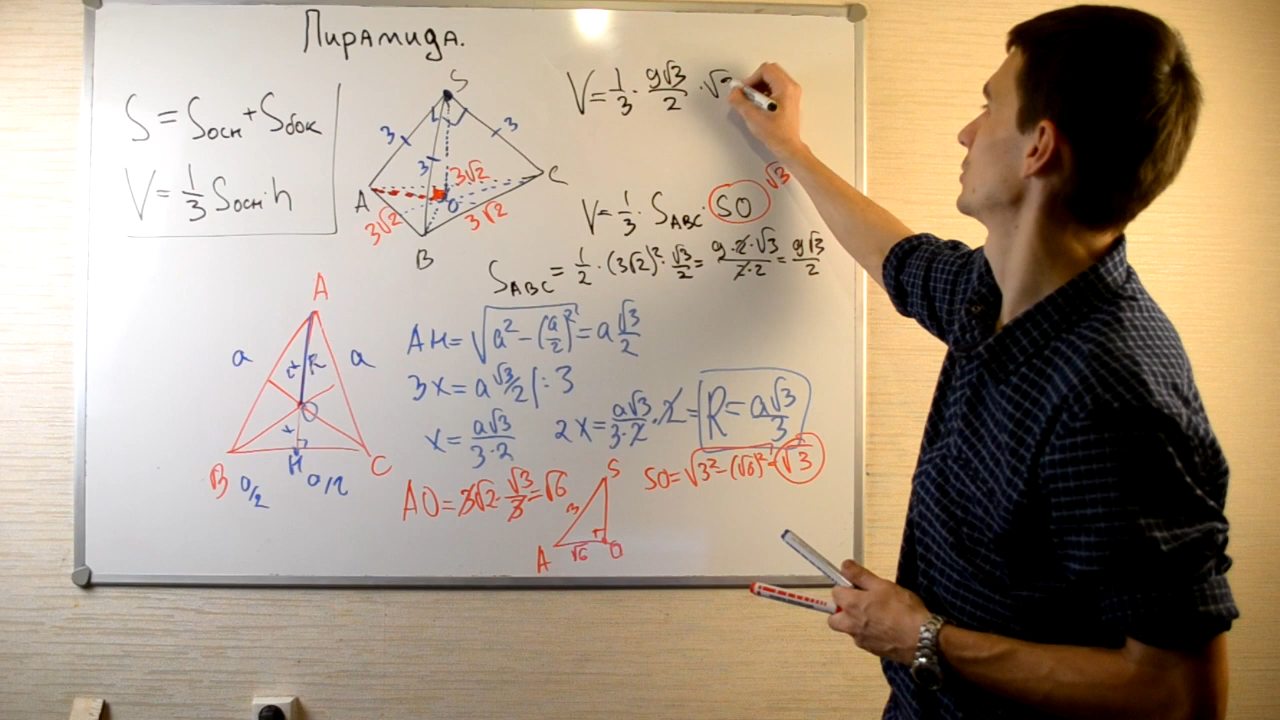 Пирамида.
S = Sосн + Sбок
V = 1/3 Sосн·h
S
3
3
3
A
3√2
O
C
3√2
3√2
B
V = 1/3 · 9√3/2 · √3
V = 1/3 · S_ABC · SO √3
S_ABC = 1/2 · (3√2)² · √3/2 = 9·2·√3/2·2 = 9√3/2
A
a
R
a
x
O
B
a/2
H
a/2
C
AH = √(a² − (a/2)²) = a √3/2
3x = a √3/2 | : 3
x = a√3/3·2
2x = a√3/3·2 · 2 = R = a√3/3
AO = 3√2 · √3/3 = √6
S
3
A
√6
O
SO = √(3² − (√6)²) = √3